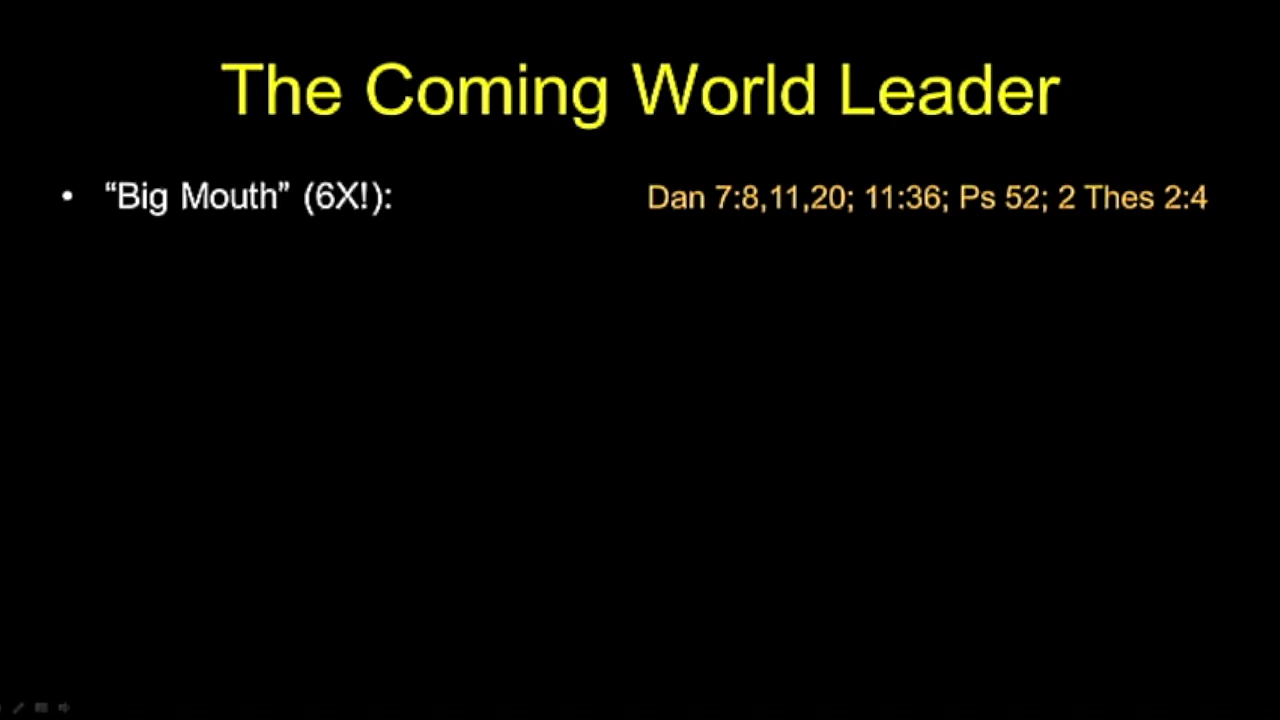 The Coming World Leader
• “Big Mouth” (6X!): Dan 7:8,11,20; 11:36; Ps 52; 2 Thes 2:4